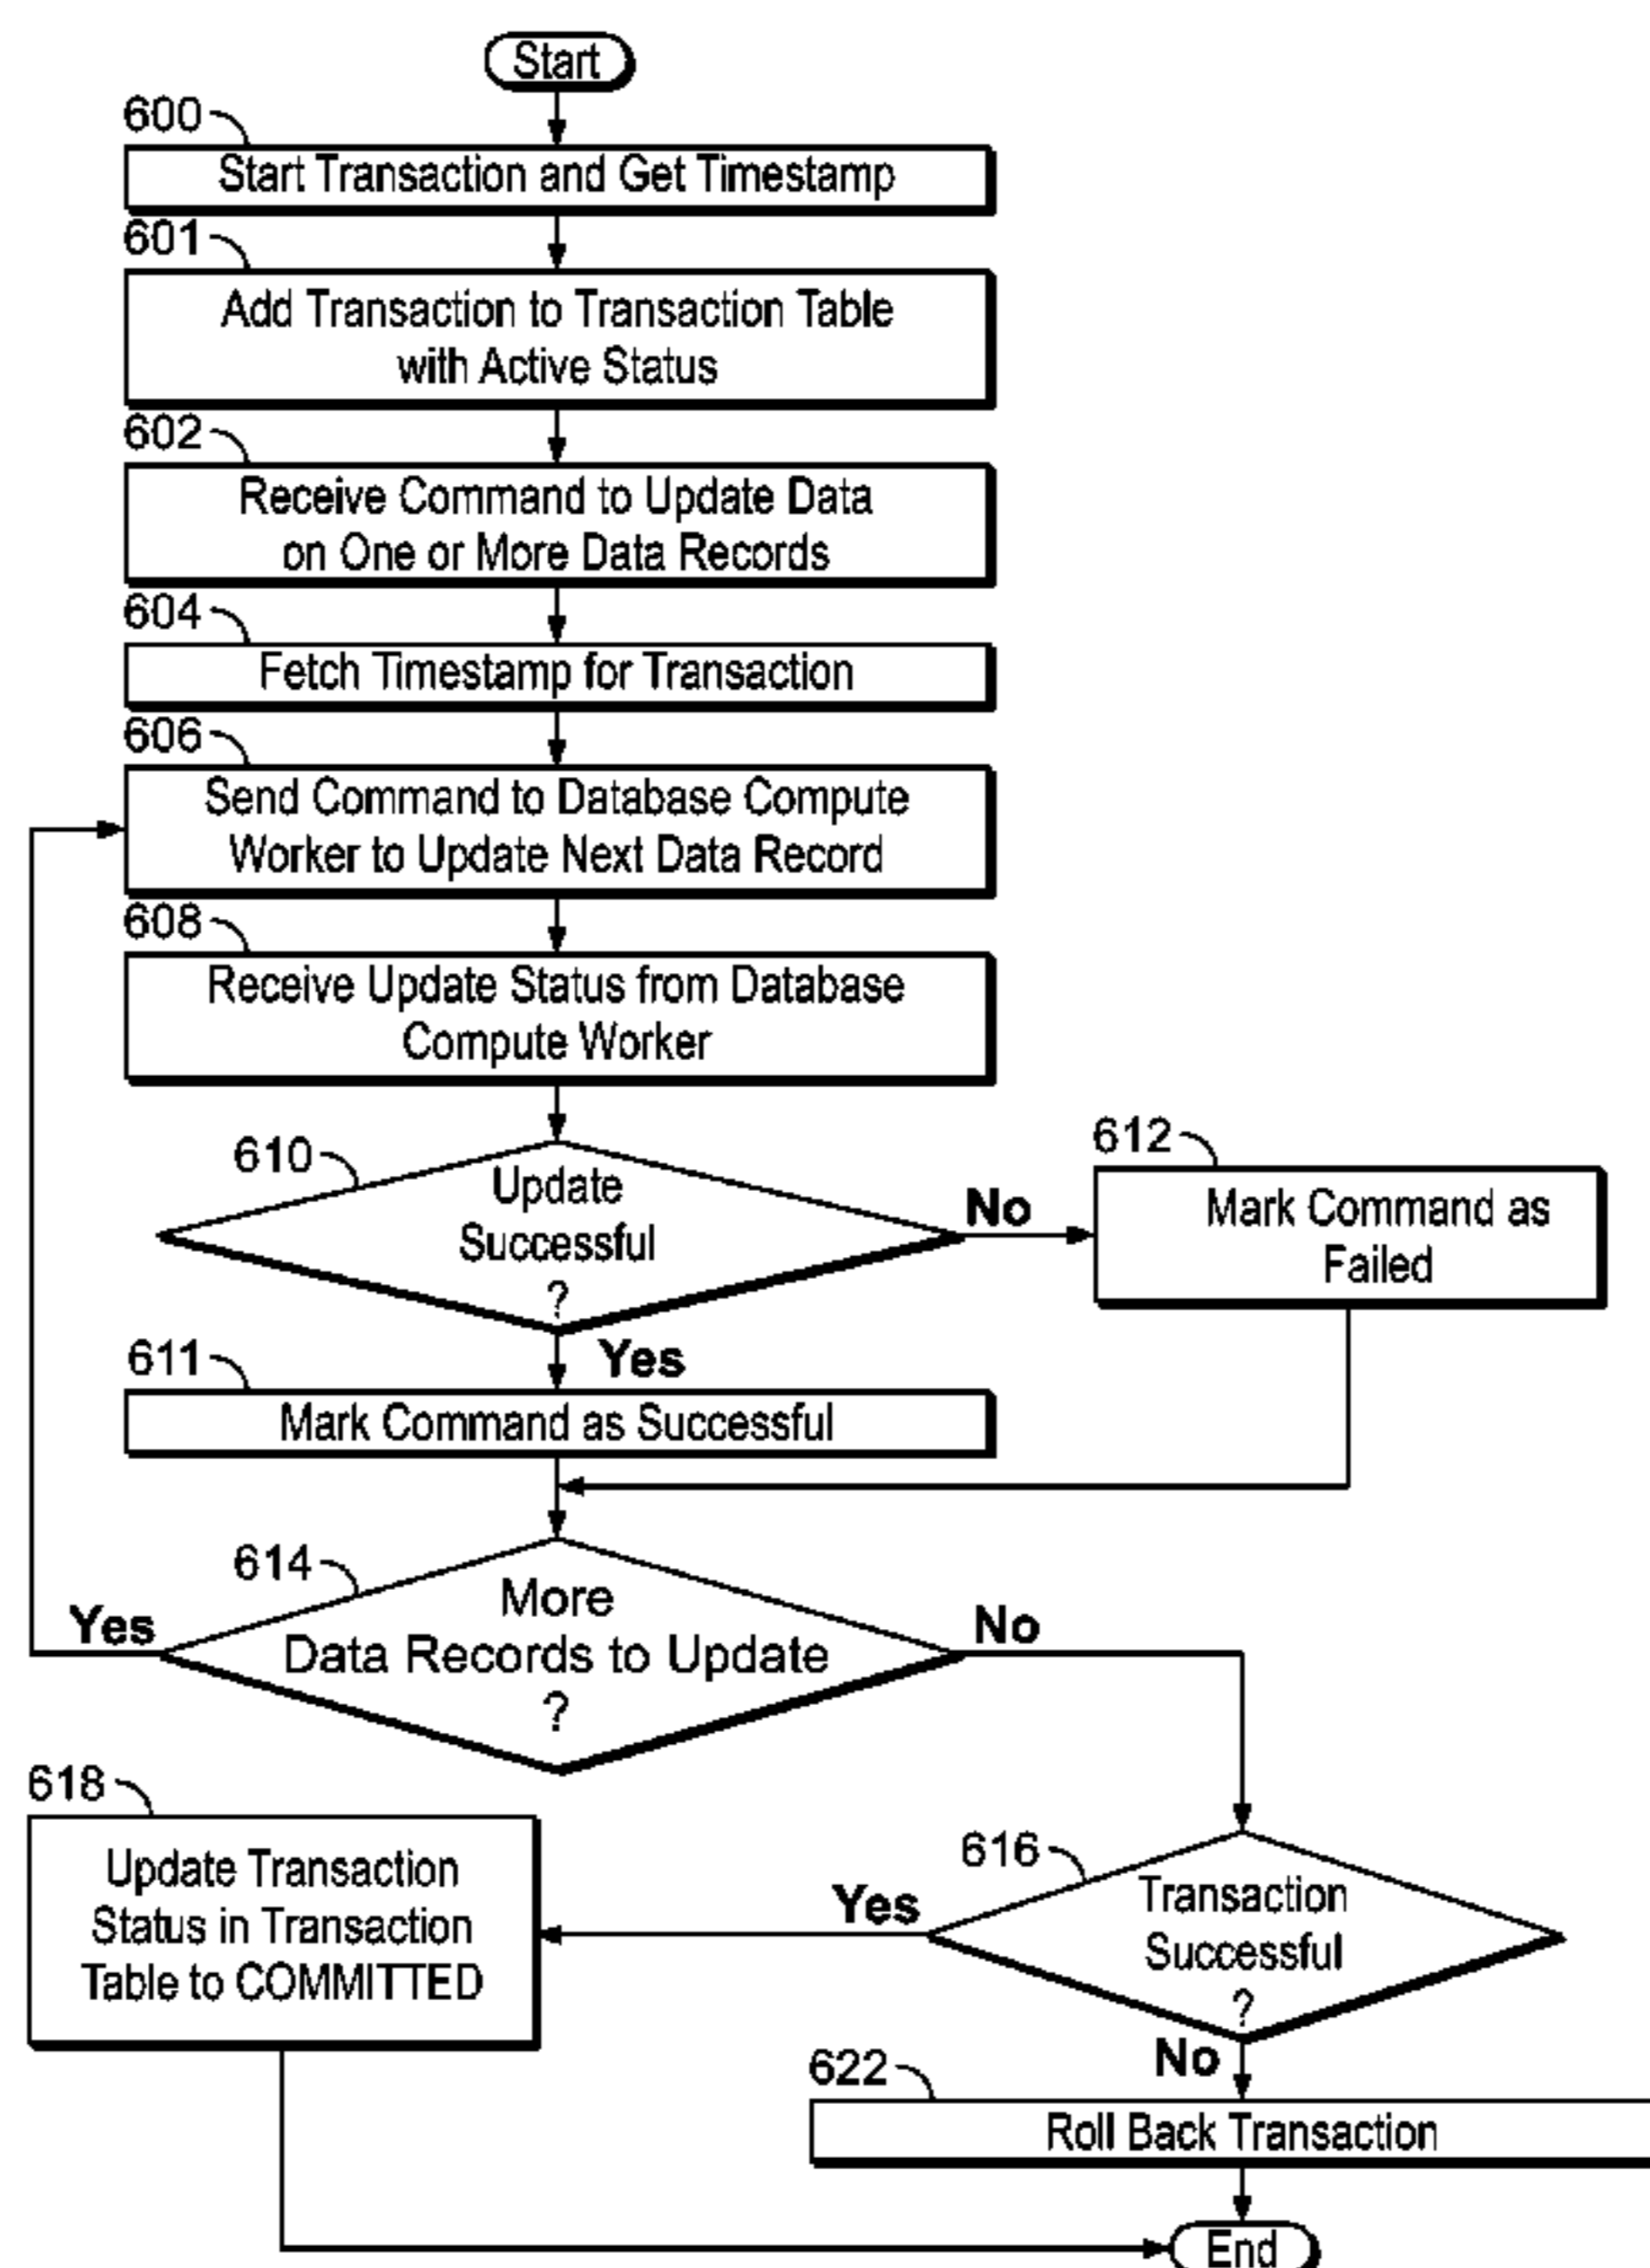 Start
600
Start Transaction and Get Timestamp
601
Add Transaction to Transaction Table
with Active Status
602
Receive Command to Update Data
on One or More Data Records
604
Fetch Timestamp for Transaction
606
Send Command to Database Compute
Worker to Update Next Data Record
608
Receive Update Status from Database
Compute Worker
610
Update
Successful
?
No
612
Mark Command as
Failed
Yes
611
Mark Command as Successful
614
More
Data Records to Update
?
Yes
No
618
Update Transaction
Status in Transaction
Table to COMMITTED
616
Transaction
Successful
?
Yes
No
622
Roll Back Transaction
End